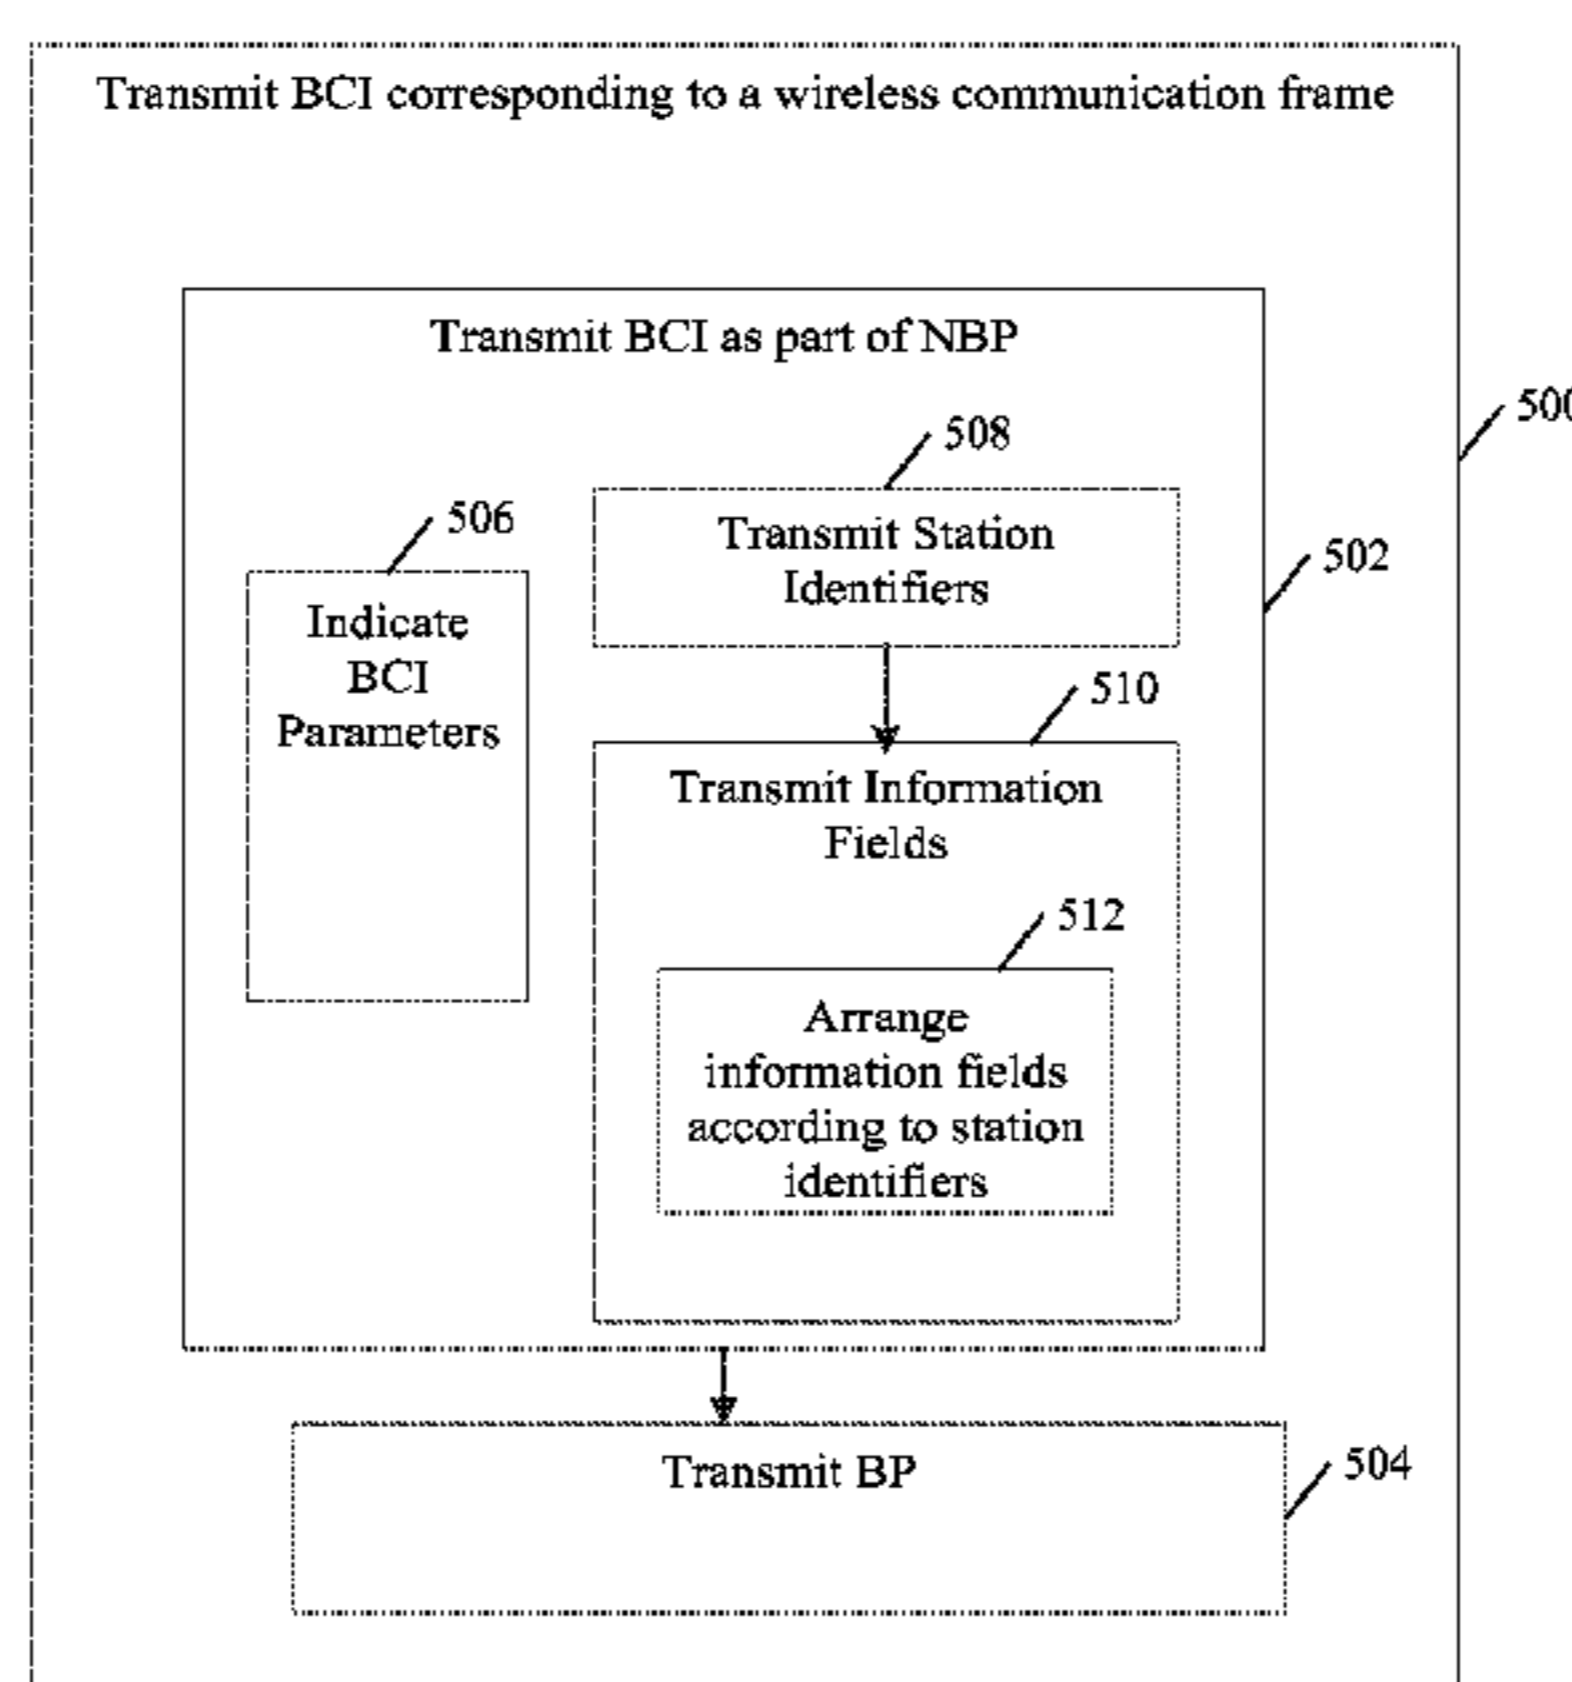 Transmit BCI corresponding to a wireless communication frame
Transmit BCI as part of NBP
500
508
506
Transmit Station
Identifiers
502
Indicate
BCI
Parameters
510
Transmit Information
Fields
512
Arrange
information fields
according to station
identifiers
Transmit BP
504